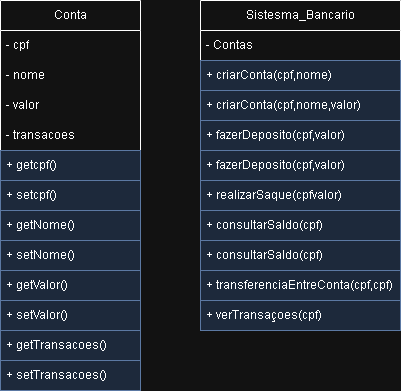 Conta
- cpf
- nome
- valor
- transacoes
+ getcpf()
+ setcpf()
+ getNome()
+ setNome()
+ getValor()
+ setValor()
+ getTransacoes()
+ setTransacoes()
Sistesma_Bancario
- Contas
+ criarConta(cpf,nome)
+ criarConta(cpf,nome,valor)
+ fazerDeposito(cpf,valor)
+ fazerDeposito(cpf,valor)
+ realizarSaque(cpfvalor)
+ consultarSaldo(cpf)
+ consultarSaldo(cpf)
+ transferenciaEntreConta(cpf,cpf)
+ verTransaçoes(cpf)